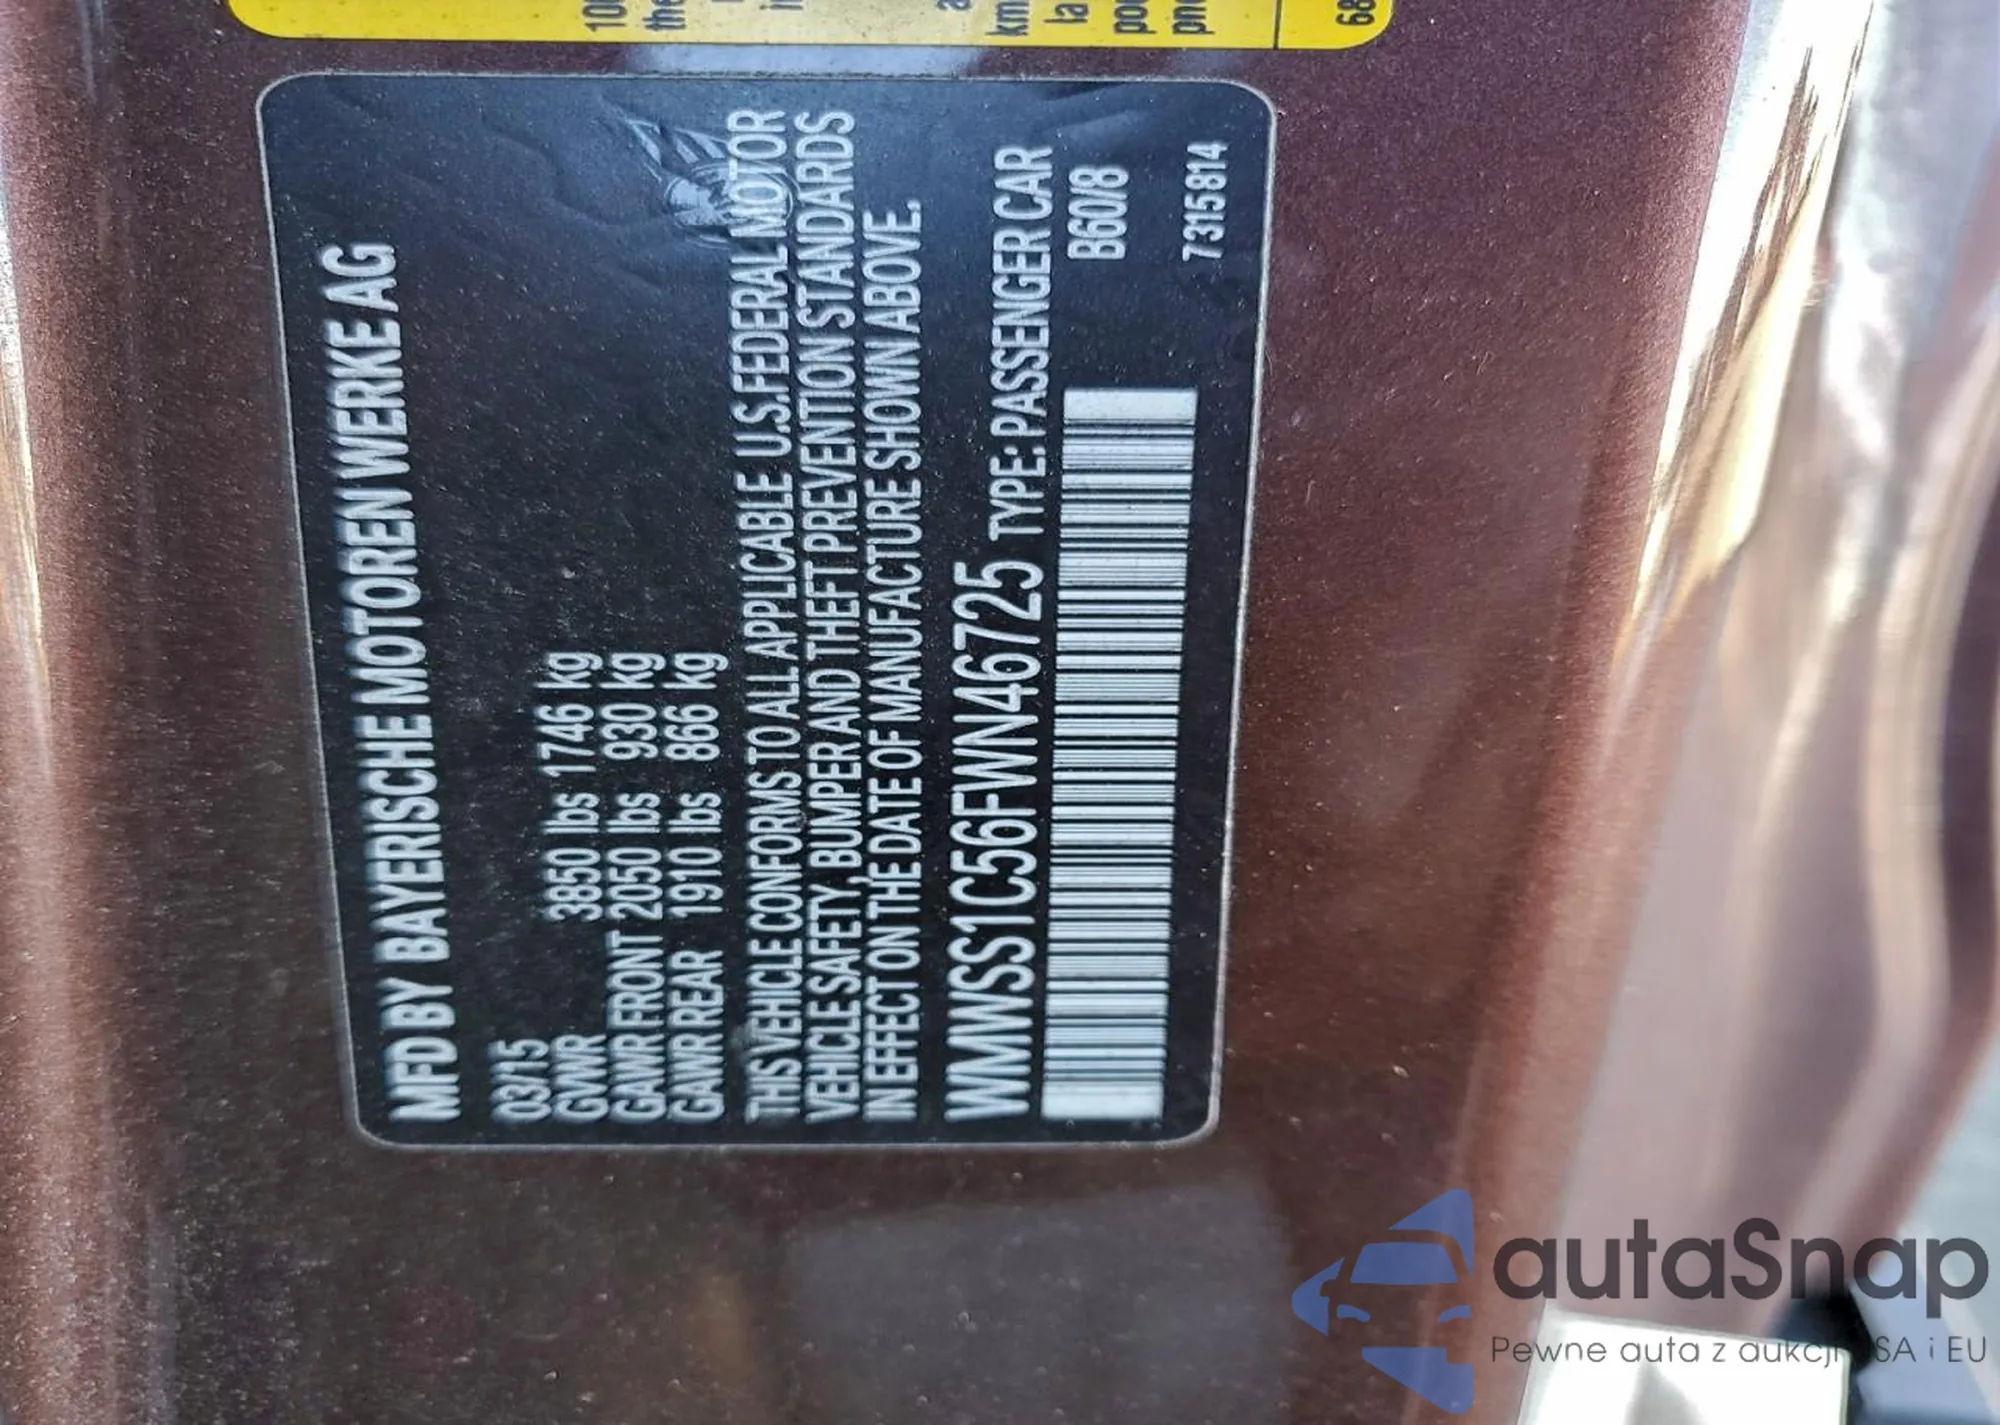 MFD BY BAYERISCHE MOTOREN WERKE AG
03/15
GVWR 3850 lbs 1746 kg
GAWR FRONT 2050 lbs 930 kg
GAWR REAR 1910 lbs 866 kg
THIS VEHICLE CONFORMS TO ALL APPLICABLE U.S.FEDERAL MOTOR
VEHICLE SAFETY, BUMPER AND THEFT PREVENTION STANDARDS
IN EFFECT ON THE DATE OF MANUFACTURE SHOWN ABOVE.
WMWSS1C56FWN46725 TYPE: PASSENGER CAR
B60/8
7315814
autaSnap
Pewne auta z aukcji USA i EU